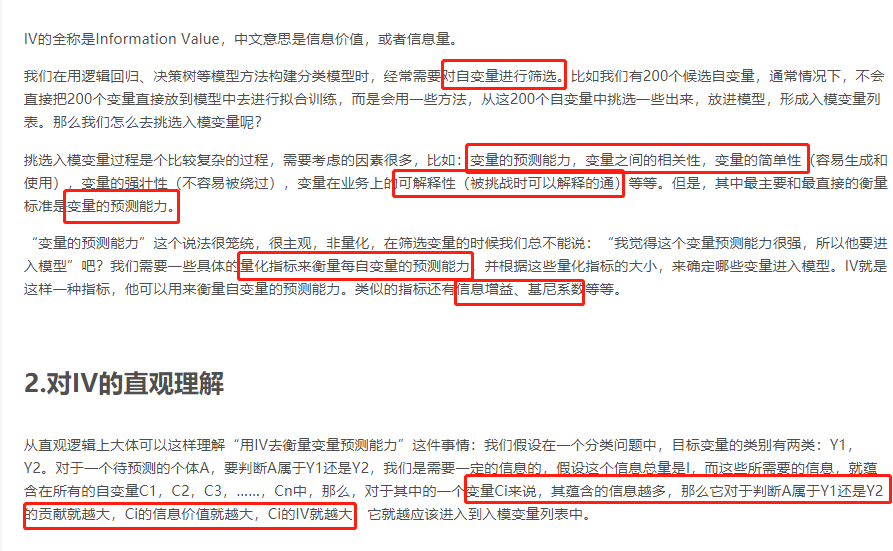 IV的全称是Information Value，中文意思是信息价值，或者信息量。
我们在用逻辑回归、决策树等模型方法构建分类模型时，经常需要对自变量进行筛选。比如我们有200个候选自变量，通常情况下，不会
直接把200个变量直接放到模型中去进行拟合训练，而是会用一些方法，从这200个自变量中挑选一些出来，放进模型，形成入模变量列
表。那么我们怎么去挑选入模变量呢？
挑选入模变量过程是个比较复杂的过程，需要考虑的因素很多，比如：变量的预测能力，变量之间的相关性，变量的简单性（容易生成和
使用），变量的强壮性（不容易被绕过），变量在业务上的可解释性（被挑战时可以解释的通）等等。但是，其中最主要和最直接的衡量
标准是变量的预测能力。
“变量的预测能力”这个说法很笼统，很主观，非量化，在筛选变量的时候我们总不能说：“我觉得这个变量预测能力很强，所以他要进
入模型”吧？我们需要一些具体的量化指标来衡量每自变量的预测能力，并根据这些量化指标的大小，来确定哪些变量进入模型。IV就是
这样一种指标，他可以用来衡量自变量的预测能力。类似的指标还有信息增益、基尼系数等等。
2.对IV的直观理解
从直观逻辑上大体可以这样理解“用IV去衡量变量预测能力”这件事情：我们假设在一个分类问题中，目标变量的类别有两类：Y1，
Y2。对于一个待预测的个体A，要判断A属于Y1还是Y2，我们是需要一定的信息的，假设这个信息总量是I，而这些所需要的信息，就蕴
含在所有的自变量C1，C2，C3，……，Cn中，那么，对于其中的一个变量Ci来说，其蕴含的信息越多，那么它对于判断A属于Y1还是Y2
的贡献就越大，Ci的信息价值就越大，Ci的IV就越大，它就越应该进入到入模变量列表中。